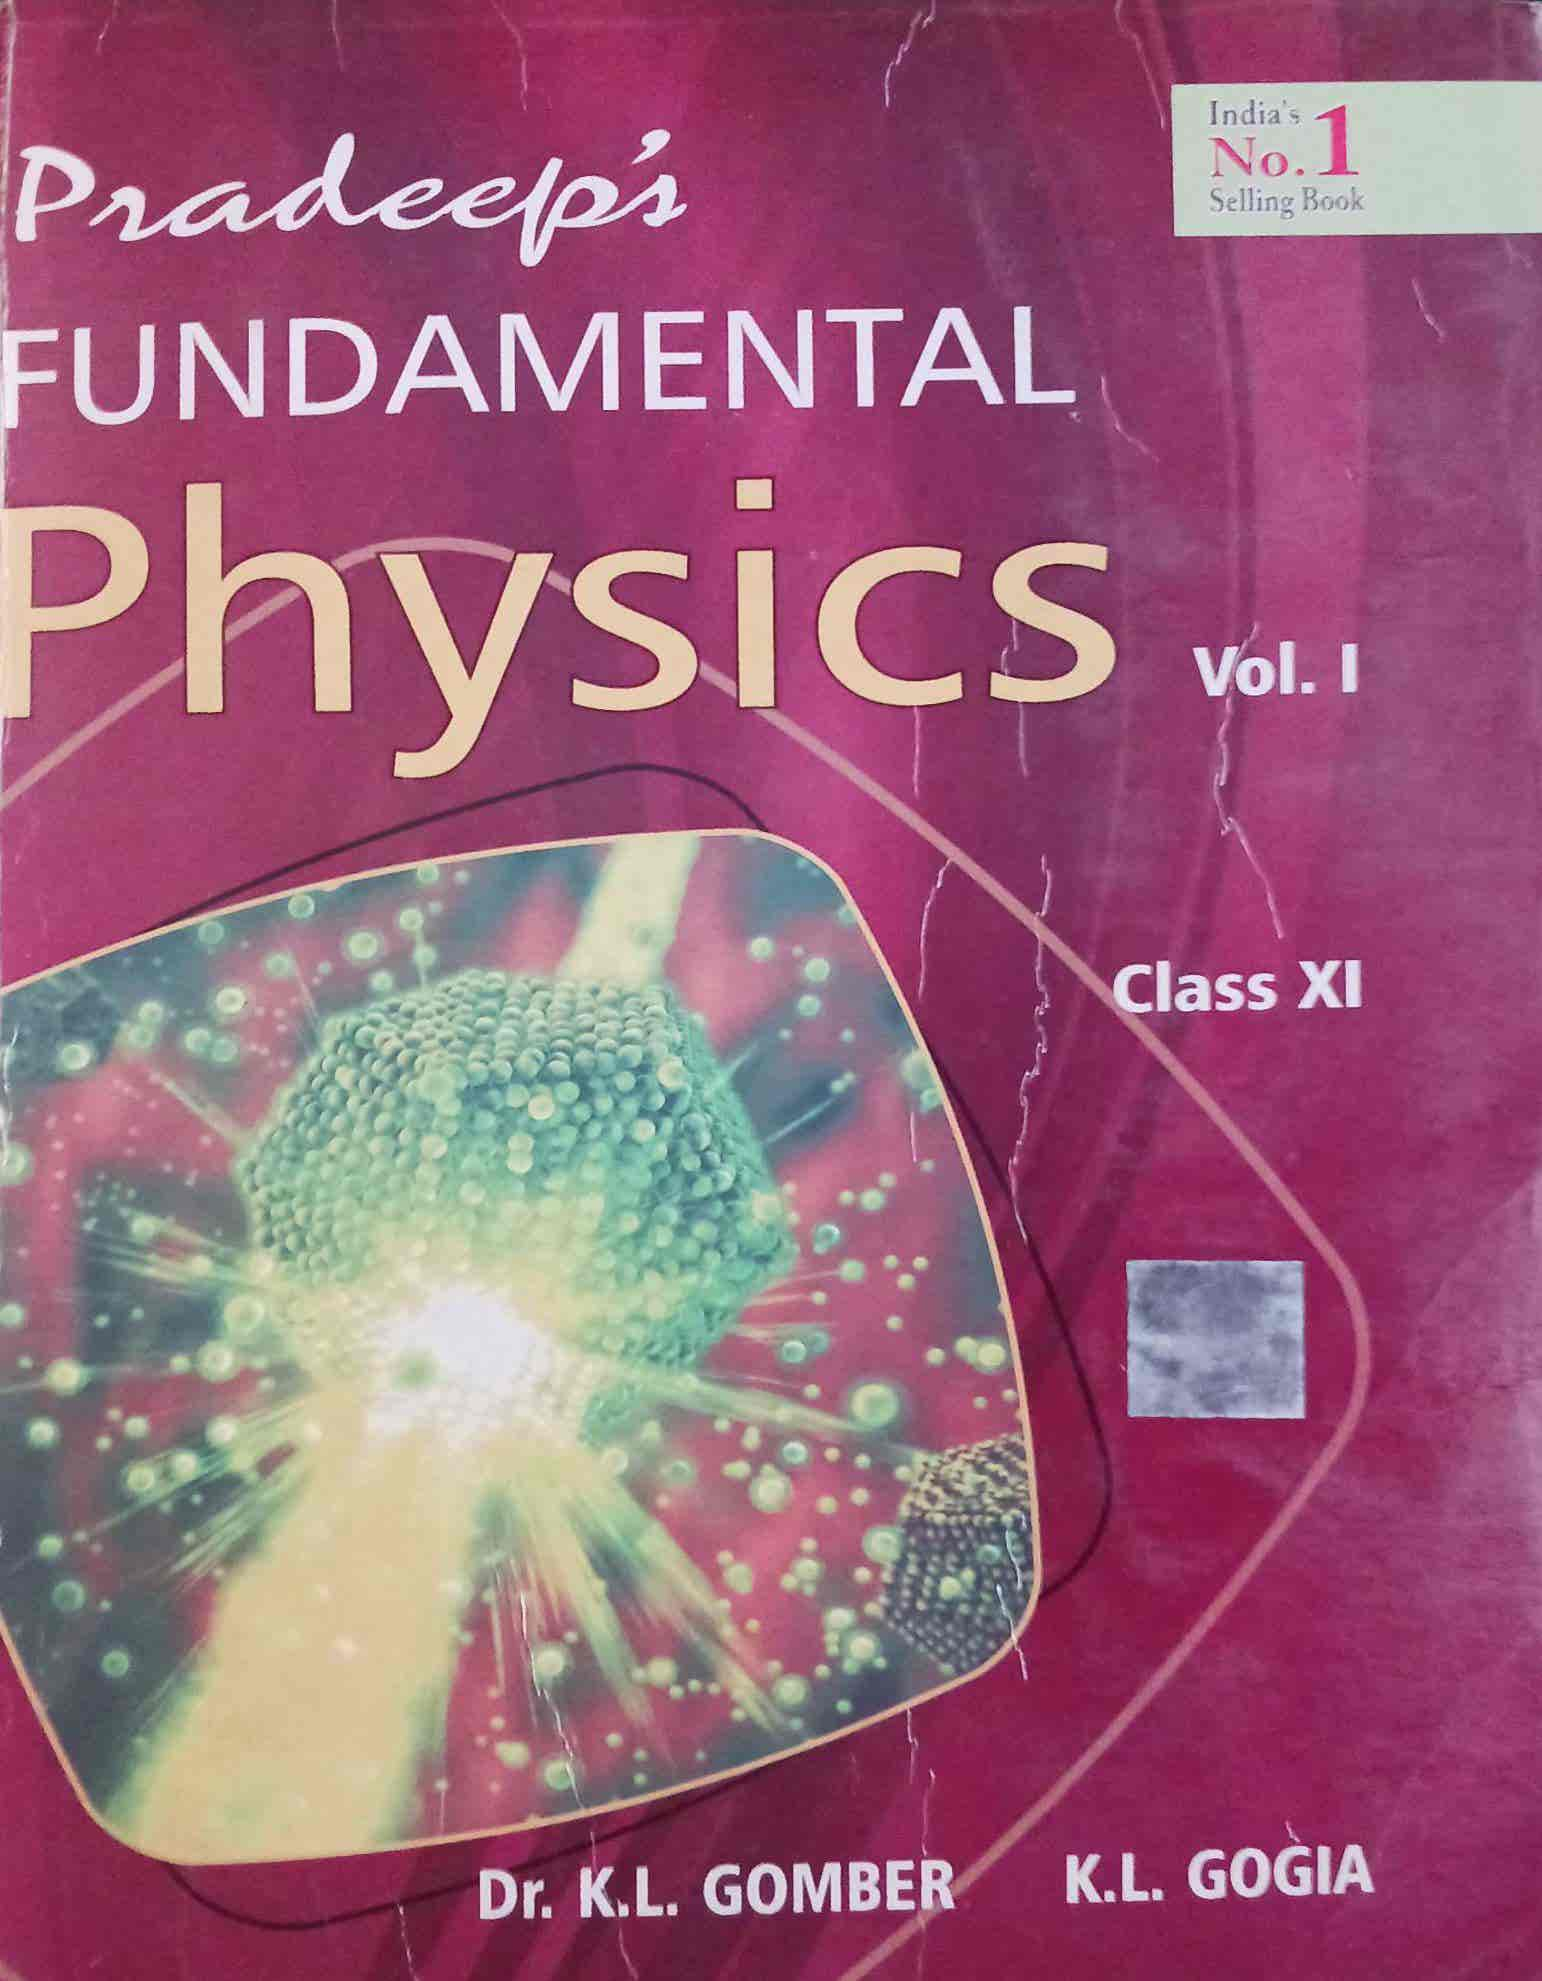 India's
No. 1
Selling Book
Pradeep's
FUNDAMENTAL
Physics
Vol. I
Class XI
Dr. K.L. GOMBER K.L. GOGIA